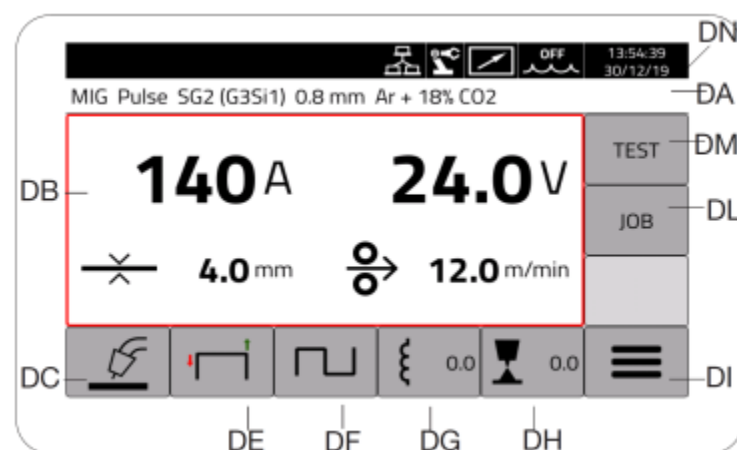 DN
OFF 13:54:39
30/12/19
MIG Pulse SG2 (G3Si1) 0.8 mm Ar + 18% CO2 DA
TEST DM
140 A 24.0 V
DB
JOB DL
4.0 mm 12.0 m/min
0.0 0.0
DC DI
DE DF DG DH